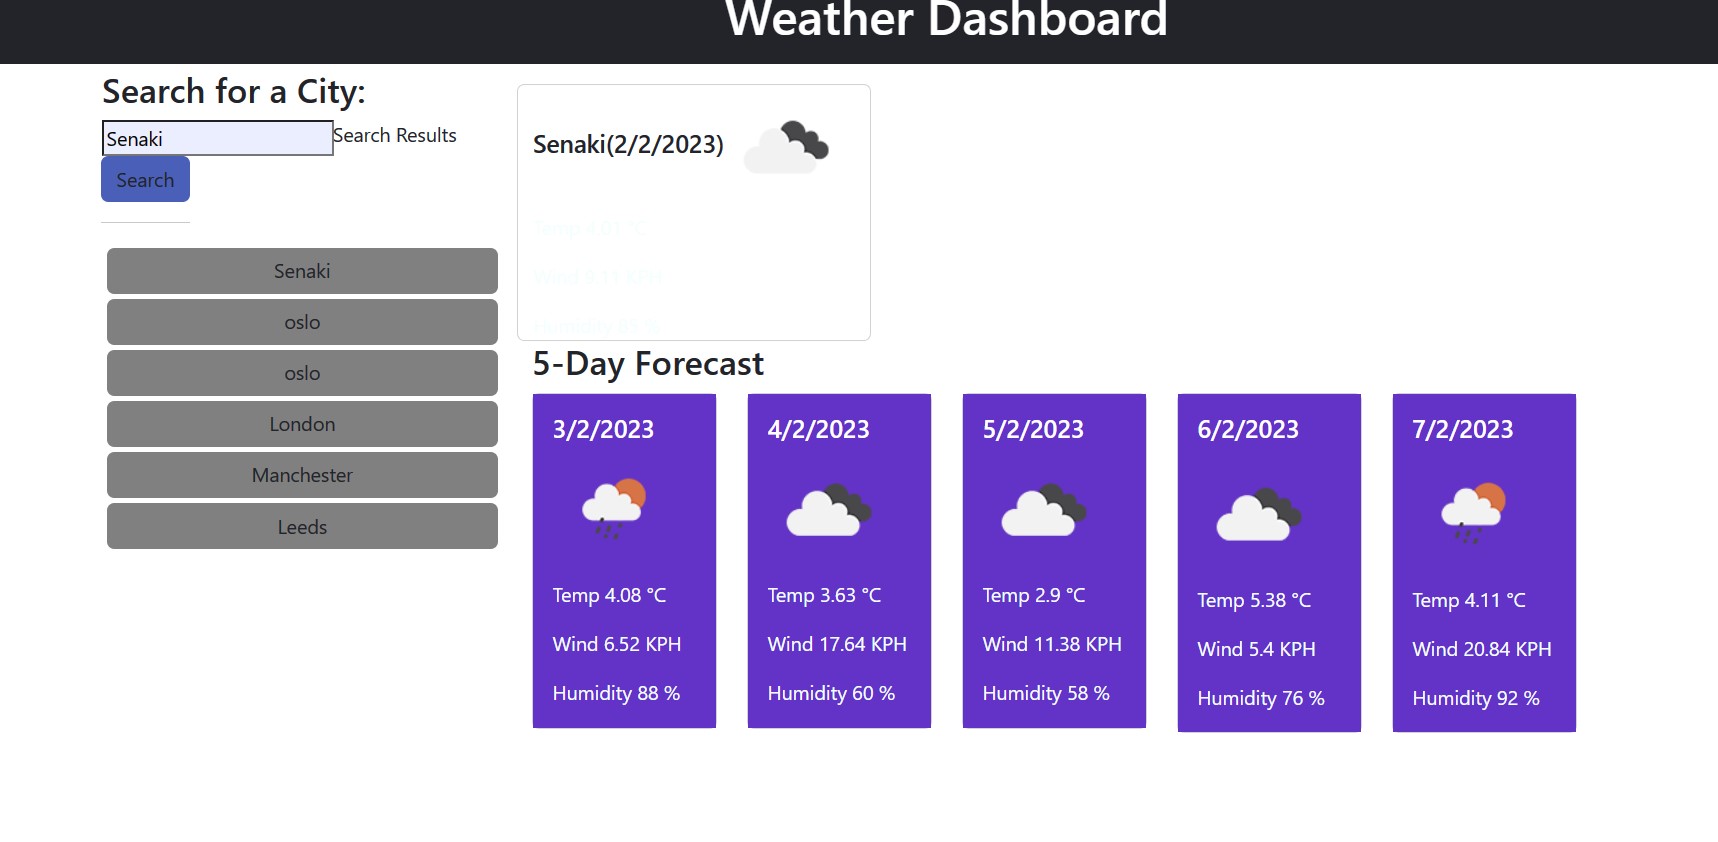 Weather Dashboard
Search for a City:
Senaki
Search Results
Search
Senaki
oslo
oslo
London
Manchester
Leeds
Senaki(2/2/2023)
Temp 4.01 °C
Wind 9.11 KPH
Humidity %
5-Day Forecast
3/2/2023
Temp 4.08 °C
Wind 6.52 KPH
Humidity 88 %
4/2/2023
Temp 3.63 °C
Wind 17.64 KPH
Humidity 60 %
5/2/2023
Temp 2.9 °C
Wind 11.38 KPH
Humidity 58 %
6/2/2023
Temp 5.38 °C
Wind 5.4 KPH
Humidity 76 %
7/2/2023
Temp 4.11 °C
Wind 20.84 KPH
Humidity 92 %